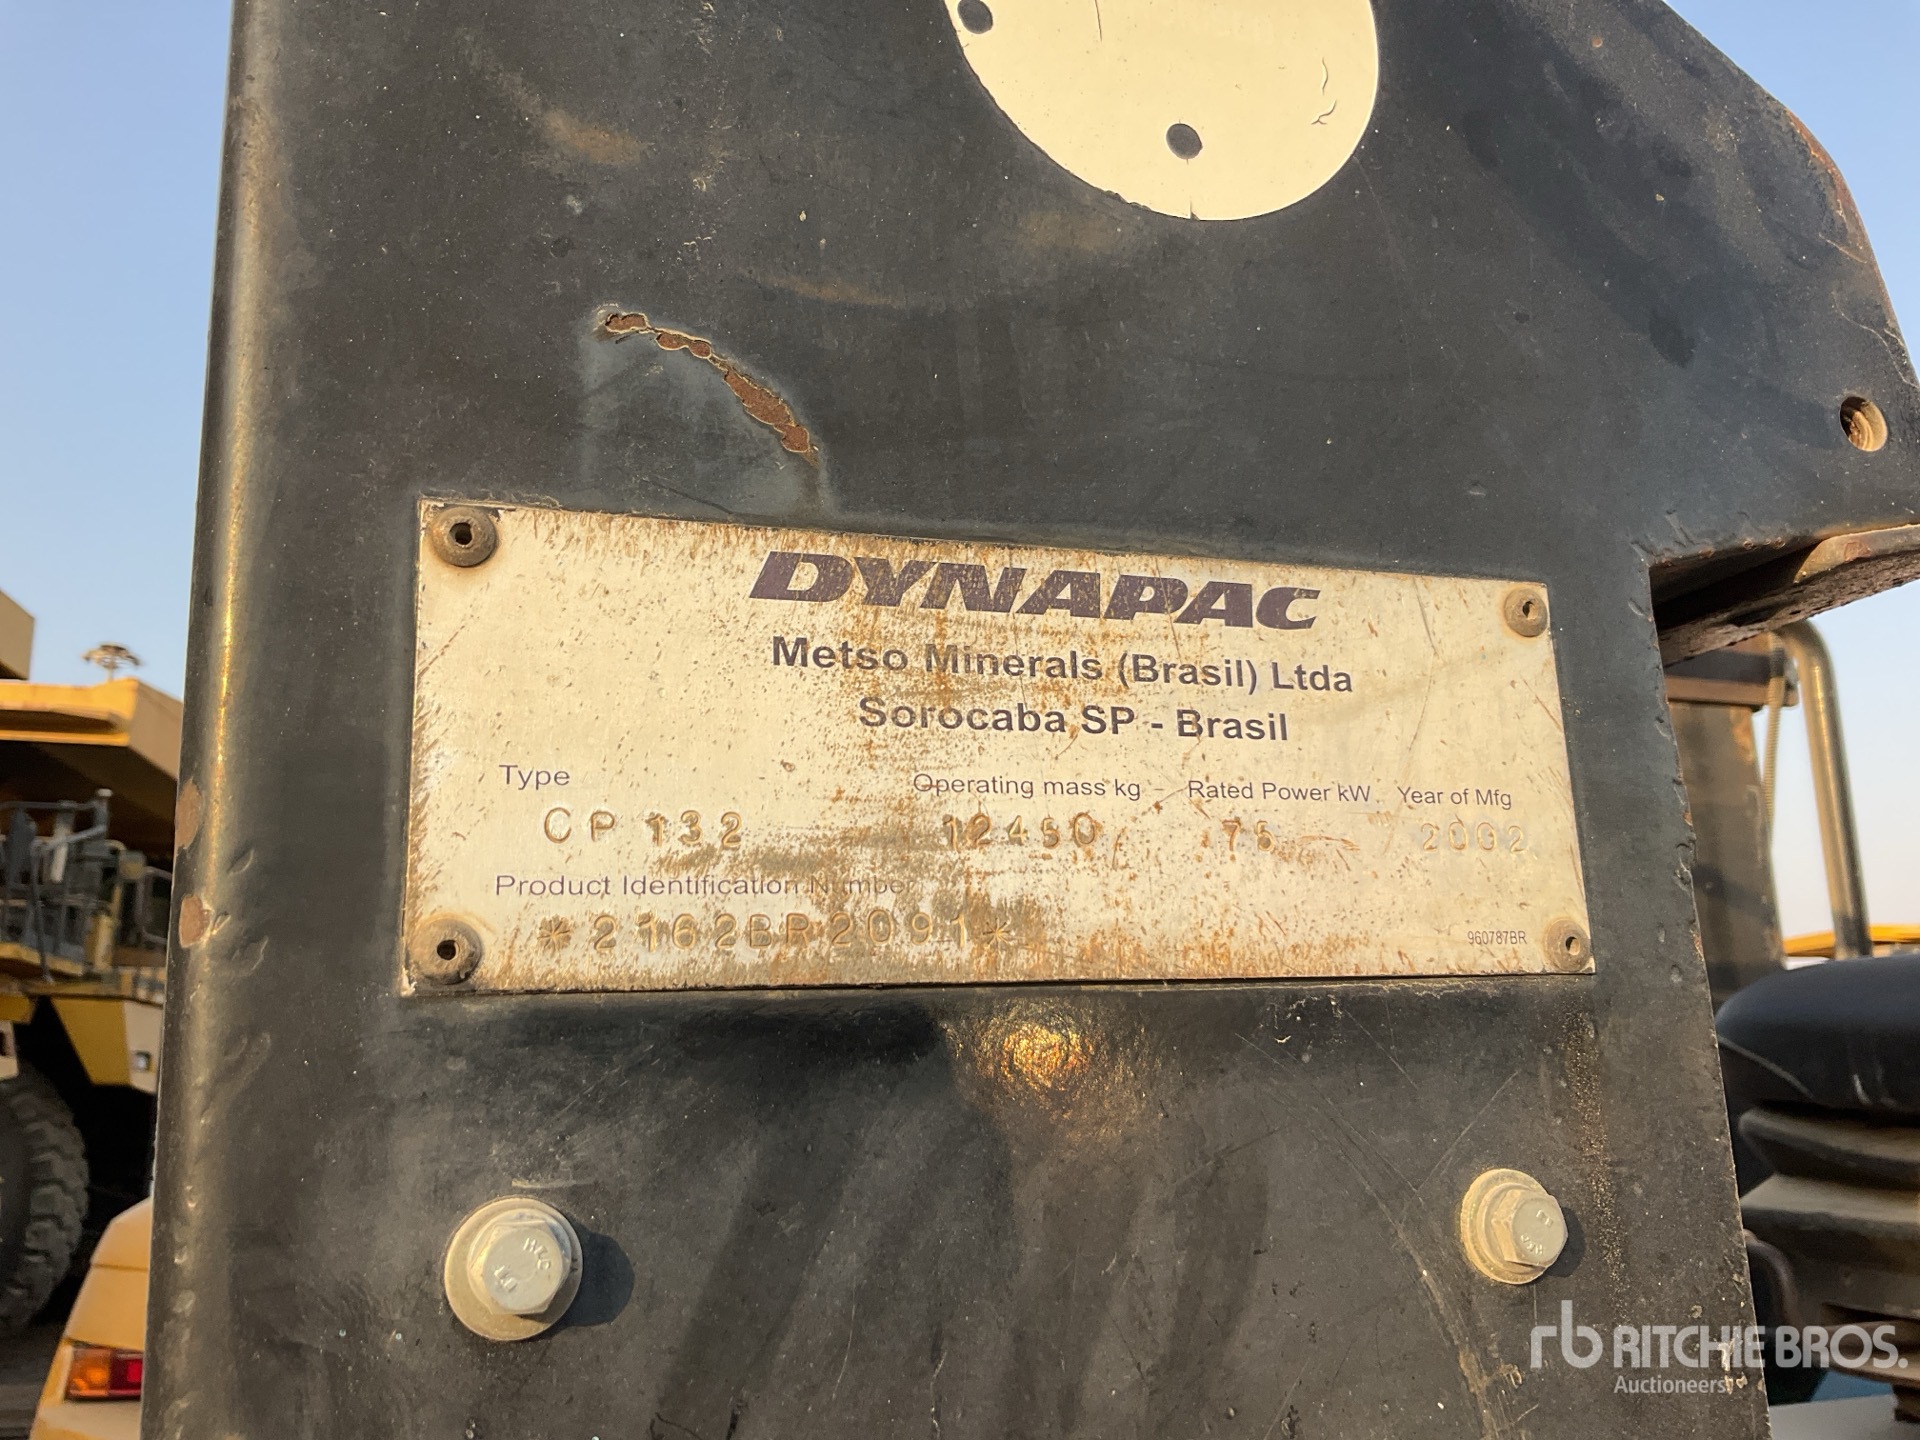 DYNAPAC
Metso Minerals (Brasil) Ltda
Sorocaba SP - Brasil
Type Operating mass kg Rated Power kW Year of Mfg
CP 132 12450 75 2002
Product Identification Number
*2162BR2091*
960787BR
rb RITCHIE BROS.
Auctioneers